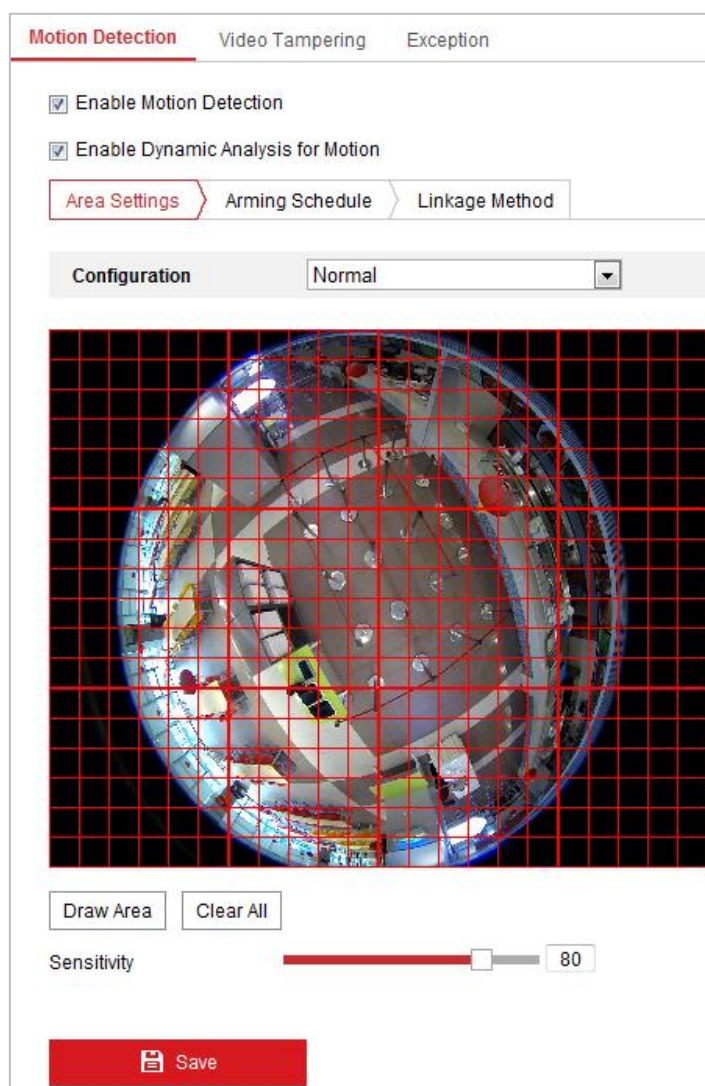 Motion Detection Video Tampering Exception
Enable Motion Detection
Enable Dynamic Analysis for Motion
Area Settings Arming Schedule Linkage Method
Configuration Normal
Draw Area Clear All
Sensitivity 80
Save